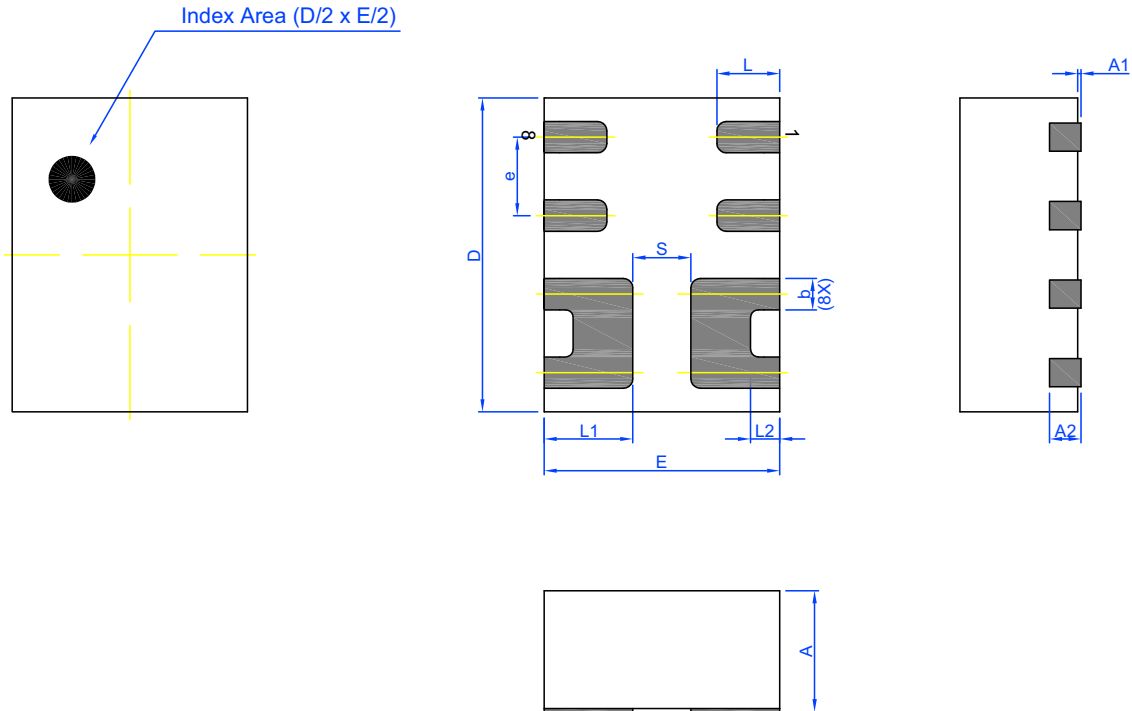 Index Area (D/2 x E/2)
L
A1
8
1
e
D
S
b
(8X)
L1
L2
E
A2
A